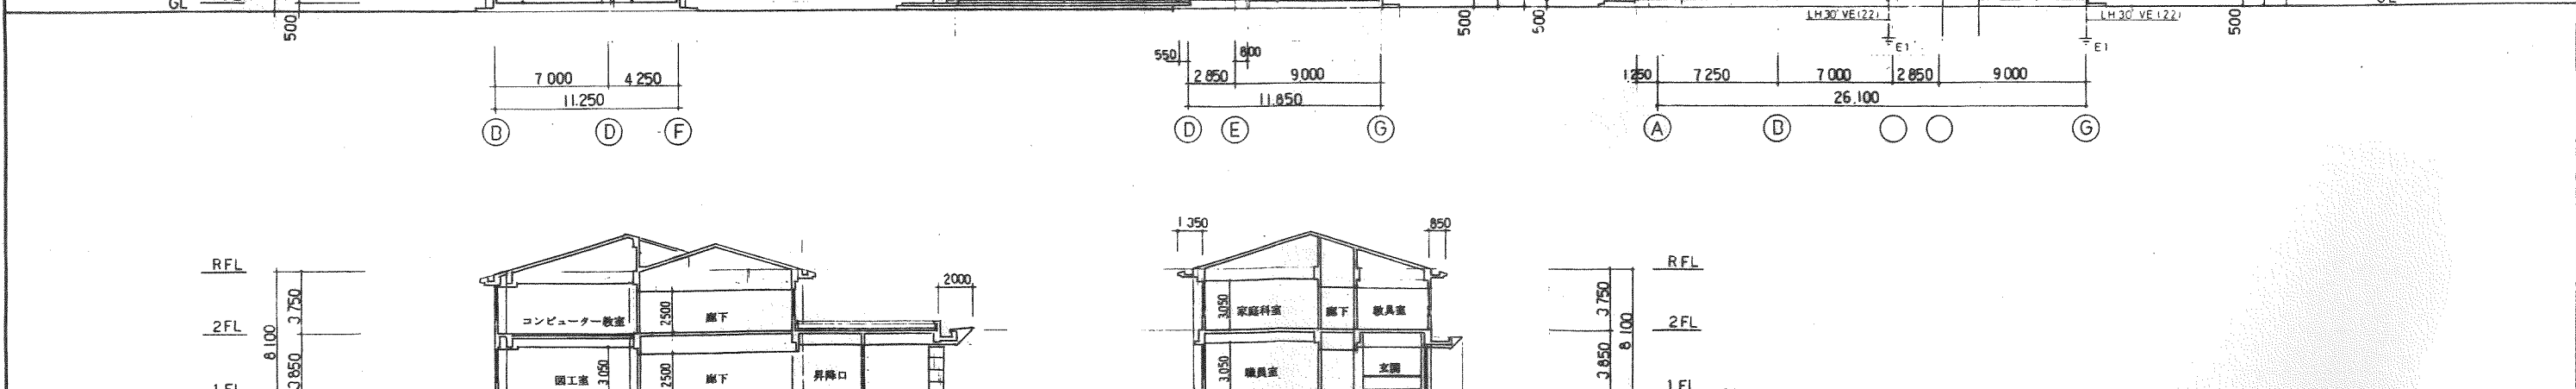 GL
500
500
500
LH30°VE(22)
LH30°VE(22)
500
E1
E1
7 000
4 250
11.250
550
800
2 850
9 000
11.850
1 250
7 250
7 000
2 850
9 000
26.100
B
D
F
D
E
G
A
B
G
1 350
850
RFL
3 750
2FL
8 100
3 850
1FL
2000
コンピューター教室
2500
廊下
図工室
3,050
2500
廊下
昇降口
3,050
家庭科室
廊下
教具室
3,050
職員室
玄関
RFL
3 750
2FL
8 100
3 850
1FL